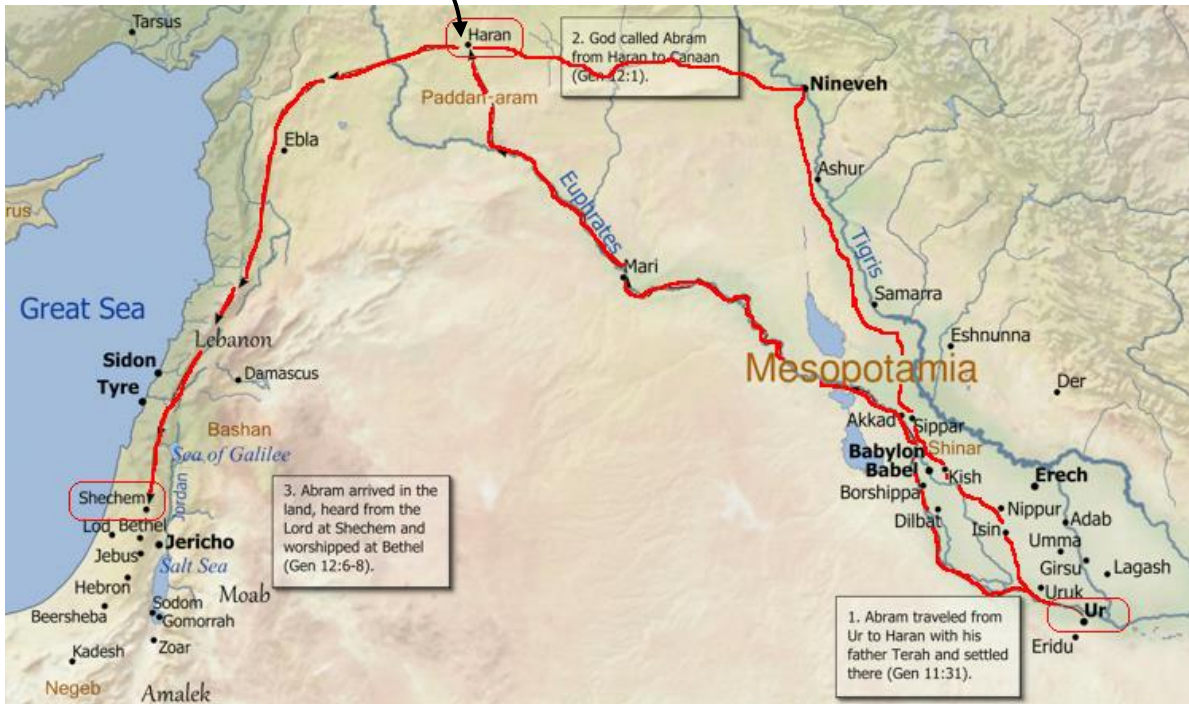 Tarsus
Haran
2. God called Abram
from Haran to Canaan
(Gen 12:1).
Nineveh
Paddan-aram
Ebla
Ashur
rus
Euphrates
Tigris
Mari
Samarra
Great Sea
Lebanon
Eshnunna
Sidon
Tyre
Damascus
Mesopotamia
Der
Bashan
Akkad
Sippar
Sea of Galilee
Babylon
Shinar
Babel
Kish
Erech
Shechem
Jordan
3. Abram arrived in the
land, heard from the
Lord at Shechem and
worshipped at Bethel
(Gen 12:6-8).
Borshippa
Nippur
Lod Bethel
Dilbat
Isin
Adab
Jebus
Jericho
Umma
Salt Sea
Girsu
Lagash
Hebron
Moab
Uruk
Beersheba
Sodom
Gomorrah
1. Abram traveled from
Ur to Haran with his
father Terah and settled
there (Gen 11:31).
Ur
Eridu
Kadesh
Zoar
Negeb
Amalek